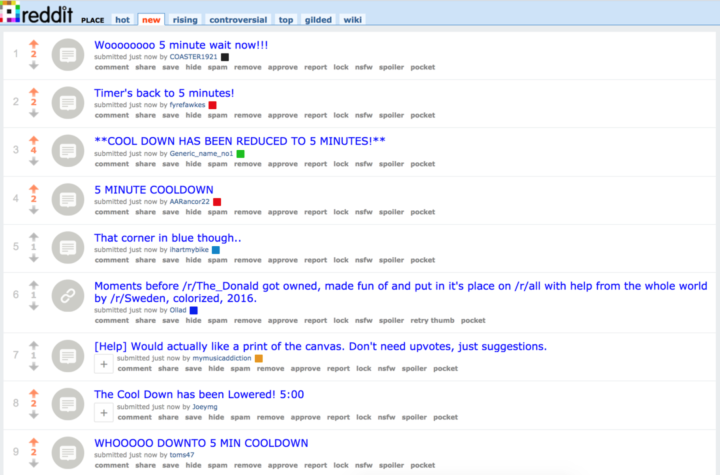 reddit PLACE hot new rising controversial top gilded wiki
1
2
Woooooooo 5 minute wait now!!!
submitted just now by COASTER1921
comment share save hide spam remove approve report lock nsfw spoiler pocket
2
2
Timer's back to 5 minutes!
submitted just now by fyrefawkes
comment share save hide spam remove approve report lock nsfw spoiler pocket
3
4
**COOL DOWN HAS BEEN REDUCED TO 5 MINUTES!**
submitted just now by Generic_name_no1
comment share save hide spam remove approve report lock nsfw spoiler pocket
4
2
5 MINUTE COOLDOWN
submitted just now by AARancor22
comment share save hide spam remove approve report lock nsfw spoiler pocket
5
1
That corner in blue though..
submitted just now by ihartmybike
comment share save hide spam remove approve report lock nsfw spoiler pocket
6
1
Moments before /r/The_Donald got owned, made fun of and put in it's place on /r/all with help from the whole world
by /r/Sweden, colorized, 2016.
submitted just now by Ollad
comment share save hide spam remove approve report lock nsfw spoiler retry thumb pocket
7
1
[Help] Would actually like a print of the canvas. Don't need upvotes, just suggestions.
+ submitted just now by mymusicaddiction
comment share save hide spam remove approve report lock nsfw spoiler pocket
8
2
The Cool Down has been Lowered! 5:00
+ submitted just now by Joeymg
comment share save hide spam remove approve report lock nsfw spoiler pocket
9
2
WHOOOOO DOWNTO 5 MIN COOLDOWN
submitted just now by toms47
comment share save hide spam remove approve report lock nsfw spoiler pocket